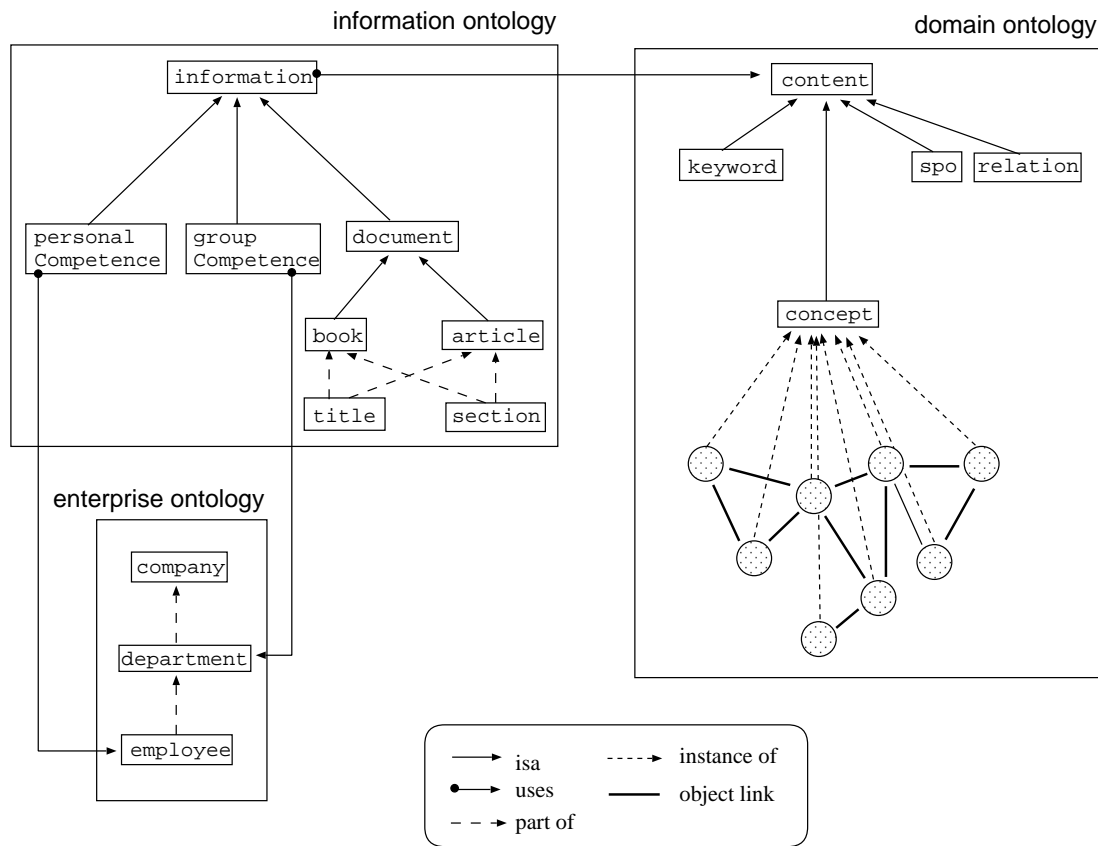 information ontology
domain ontology
information
content
keyword
spo
relation
personal
Competence
group
Competence
document
concept
book
article
title
section
enterprise ontology
company
department
employee
isa
uses
part of
instance of
object link